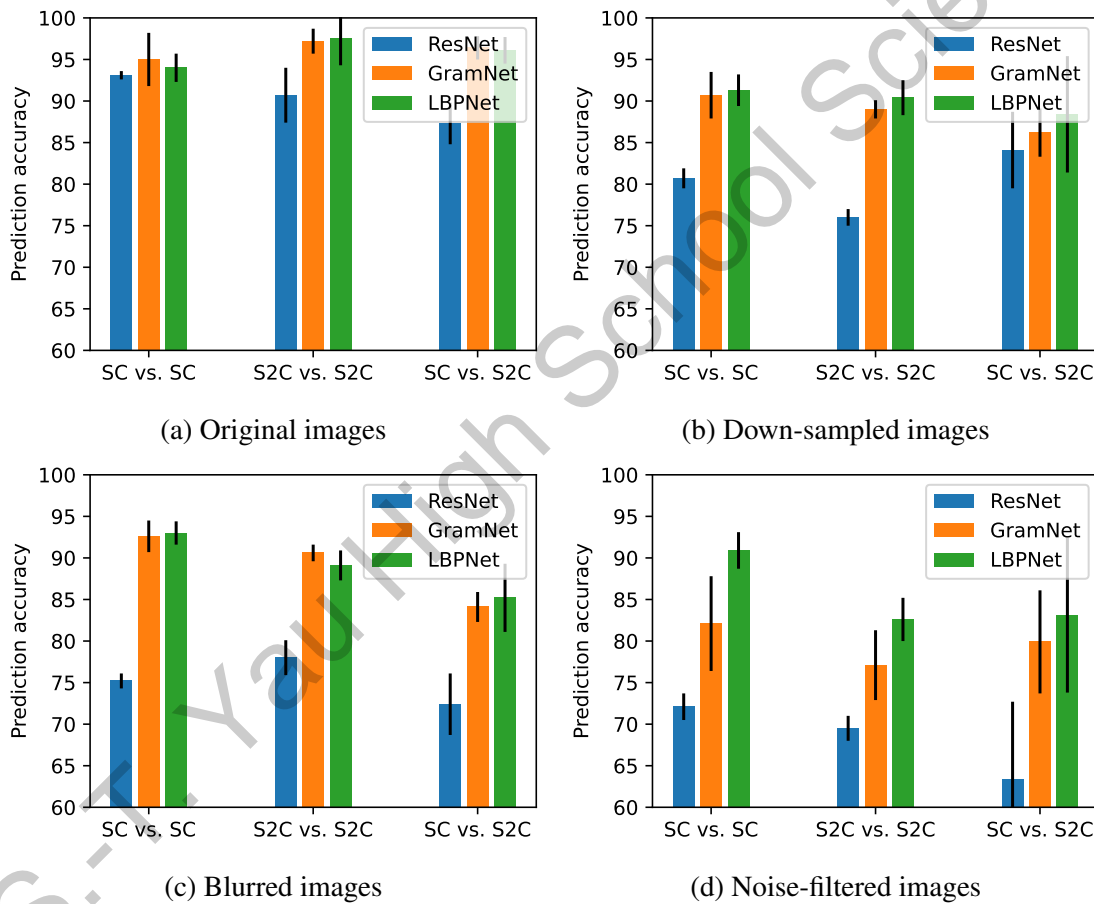 100
95
90
85
80
75
70
65
60
Prediction accuracy
ResNet
GramNet
LBPNet
SC vs. SC
S2C vs. S2C
SC vs. S2C
(a) Original images
100
95
90
85
80
75
70
65
60
Prediction accuracy
ResNet
GramNet
LBPNet
SC vs. SC
S2C vs. S2C
SC vs. S2C
(b) Down-sampled images
100
95
90
85
80
75
70
65
60
Prediction accuracy
ResNet
GramNet
LBPNet
SC vs. SC
S2C vs. S2C
SC vs. S2C
(c) Blurred images
100
95
90
85
80
75
70
65
60
Prediction accuracy
ResNet
GramNet
LBPNet
SC vs. SC
S2C vs. S2C
SC vs. S2C
(d) Noise-filtered images
S.-T. Yau High School